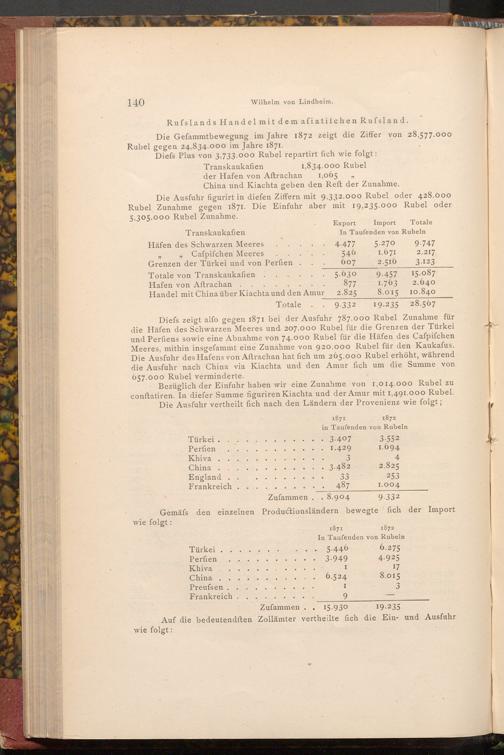 140 Wilhelm von Lindheim.
Rufslands Handel mit dem afiatifchen Rufsland.
Die Gefammtbewegung im Jahre 1872 zeigt die Ziffer von 28,577.000
Rubel gegen 24,834.000 im Jahre 1871.
Diefs Plus von 3,733.000 Rubel repartirt fich wie folgt:
Transkaukafien 1,834.000 Rubel
der Hafen von Aftrachan 1,065 „
China und Kiachta geben den Reft der Zunahme.
Die Ausfuhr figurirt in diefen Ziffern mit 9.332.000 Rubel oder 428.000
Rubel Zunahme gegen 1871. Die Einfuhr aber mit 19,235.000 Rubel oder
5.305.000 Rubel Zunahme.
Export Import Totale
Transkaukafien In Taufenden von Rubeln
Häfen des Schwarzen Meeres . . . . . 4.477 5.270 9.747
„ „ Cafpifchen Meeres . . . . . 546 1.671 2.217
Grenzen der Türkei und von Perfien . . . 607 2.516 3.123
Totale von Transkaukafien . . . . . . 5.630 9.457 15.087
Hafen von Aftrachan . . . . . . . . 877 1.763 2.640
Handel mit China über Kiachta und den Amur 2.825 8.015 10.840
Totale . . 9.332 19.235 28.567
Diefs zeigt alfo gegen 1871 bei der Ausfuhr 787.000 Rubel Zunahme für
die Häfen des Schwarzen Meeres und 207.000 Rubel für die Grenzen der Türkei
und Perfiens sowie eine Abnahme von 74.000 Rubel für die Häfen des Cafpifchen
Meeres, mithin insgefammt eine Zunahme von 920.000 Rubel für den Kaukafus.
Die Ausfuhr des Hafens von Aftrachan hat fich um 265.000 Rubel erhöht, während
die Ausfuhr nach China via Kiachta und den Amur fich um die Summe von
657.000 Rubel verminderte.
Bezüglich der Einfuhr haben wir eine Zunahme von 1,014.000 Rubel zu
conftatiren. In diefer Summe figuriren Kiachta und der Amur mit 1,491.000 Rubel.
Die Ausfuhr vertheilt fich nach den Ländern der Provenienz wie folgt;
1871 1872
in Taufenden von Rubeln
Türkei . . . . . . . . . . . 3.407 3.552
Perfien . . . . . . . . . . . 1.429 1.694
Khiva . . . . . . . . . . . 3 4
China . . . . . . . . . . . 3.482 2.825
England . . . . . . . . . . 33 253
Frankreich . . . . . . . . . . 487 1.004
Zufammen . . 8.904 9.332
Gemäfs den einzelnen Productionsländern bewegte fich der Import
wie folgt:
1871 1872
In Taufenden von Rubeln
Türkei . . . . . . . . . . 5.446 6.275
Perfien . . . . . . . . . . 3.949 4.925
Khiva . . . . . . . . . . 1 17
China . . . . . . . . . . . 6.524 8.015
Preufsen . . . . . . . . . . 1 3
Frankreich . . . . . . . . . 9 —
Zufammen . . 15.930 19.235
Auf die bedeutendften Zollämter vertheilte fich die Ein- und Ausfuhr
wie folgt: